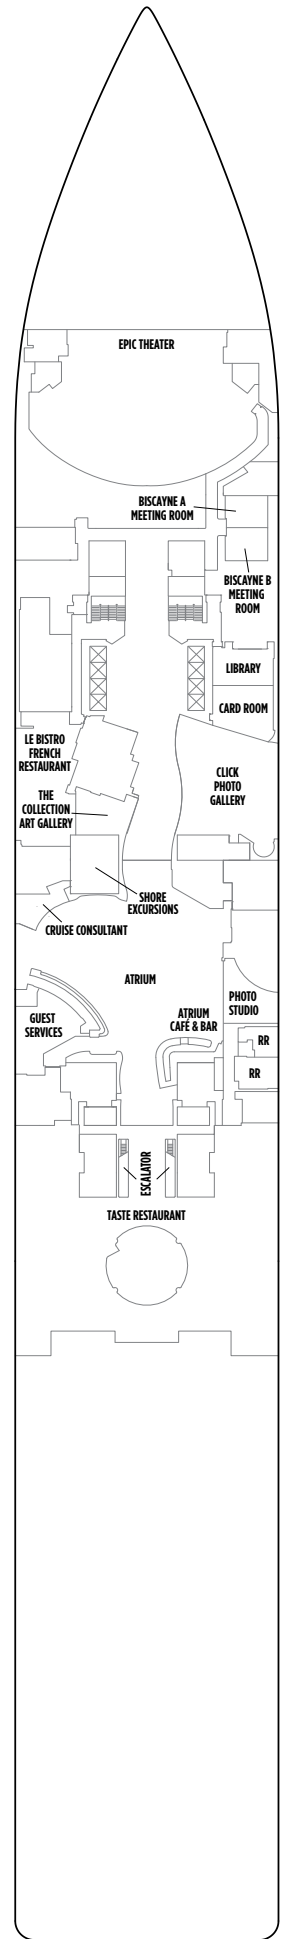 EPIC THEATER
BISCAYNE A
MEETING ROOM
BISCAYNE B
MEETING
ROOM
LIBRARY
CARD ROOM
LE BISTRO
FRENCH
RESTAURANT
CLICK
PHOTO
GALLERY
THE
COLLECTION
ART GALLERY
SHORE
EXCURSIONS
CRUISE CONSULTANT
ATRIUM
PHOTO
STUDIO
GUEST
SERVICES
ATRIUM
CAFÉ & BAR
RR
RR
ESCALATOR
TASTE RESTAURANT